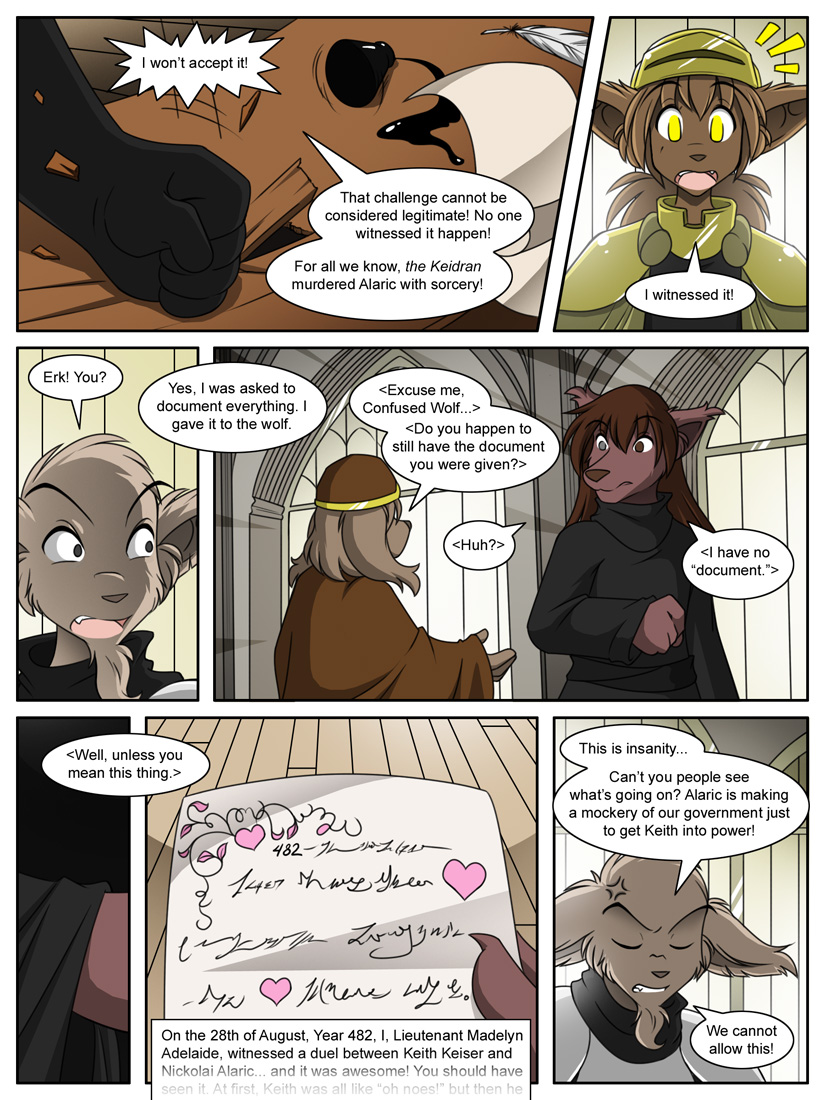 I won't accept it!
That challenge cannot be
considered legitimate! No one
witnessed it happen!
For all we know, the Keidran
murdered Alaric with sorcery!
I witnessed it!
Erk! You?
Yes, I was asked to
document everything. I
gave it to the wolf.
<Excuse me,
Confused Wolf...>
<Do you happen to
still have the document
you were given?>
<Huh?>
<I have no
“document.”>
<Well, unless you
mean this thing.>
482
On the 28th of August, Year 482, I, Lieutenant Madelyn
Adelaide, witnessed a duel between Keith Keiser and
Nickolai Alaric... and it was awesome! You should have
seen it. At first, Keith was all like “oh noes!” but then he
This is insanity...
Can't you people see
what's going on? Alaric is making
a mockery of our government just
to get Keith into power!
We cannot
allow this!